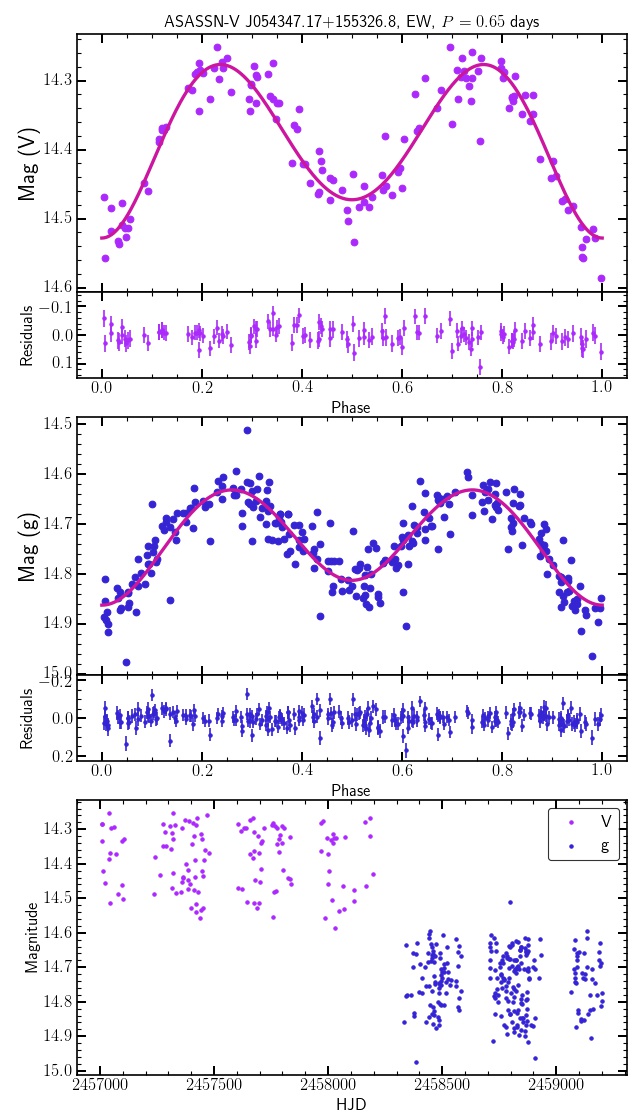 ASASSN-V J054347.17+155326.8, EW, P = 0.65 days
14.3
14.4
14.5
14.6
Mag (V)
−0.1
0.0
0.1
Residuals
0.0 0.2 0.4 0.6 0.8 1.0
Phase
14.5
14.6
14.7
14.8
14.9
15.0
Mag (g)
−0.2
0.0
0.2
Residuals
0.0 0.2 0.4 0.6 0.8 1.0
Phase
V
g
14.3
14.4
14.5
14.6
14.7
14.8
14.9
15.0
Magnitude
2457000 2457500 2458000 2458500 2459000
HJD